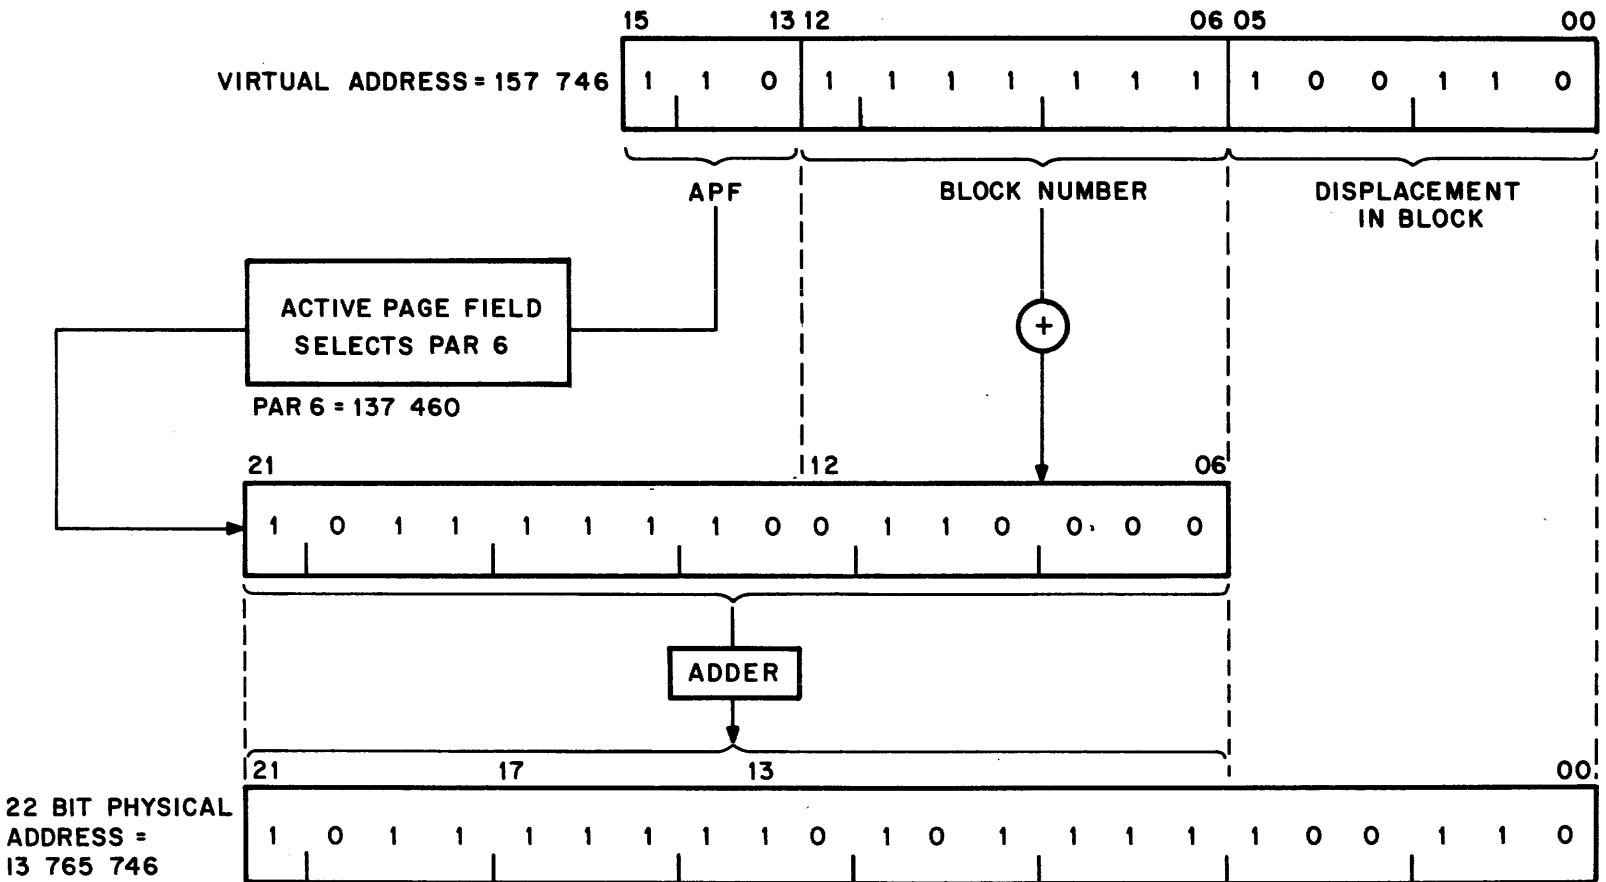 15 13 12 06 05 00
VIRTUAL ADDRESS = 157 746
1 1 0 1 1 1 1 1 1 1 1 0 0 1 1 0
APF
BLOCK NUMBER
DISPLACEMENT
IN BLOCK
ACTIVE PAGE FIELD
SELECTS PAR 6
+
PAR 6 = 137 460
21 12 06
1 0 1 1 1 1 1 1 0 0 1 1 0 0 0 0
ADDER
21 17 13 00
22 BIT PHYSICAL
ADDRESS =
13 765 746
1 0 1 1 1 1 1 1 1 0 1 0 1 1 1 1 1 0 0 1 1 0